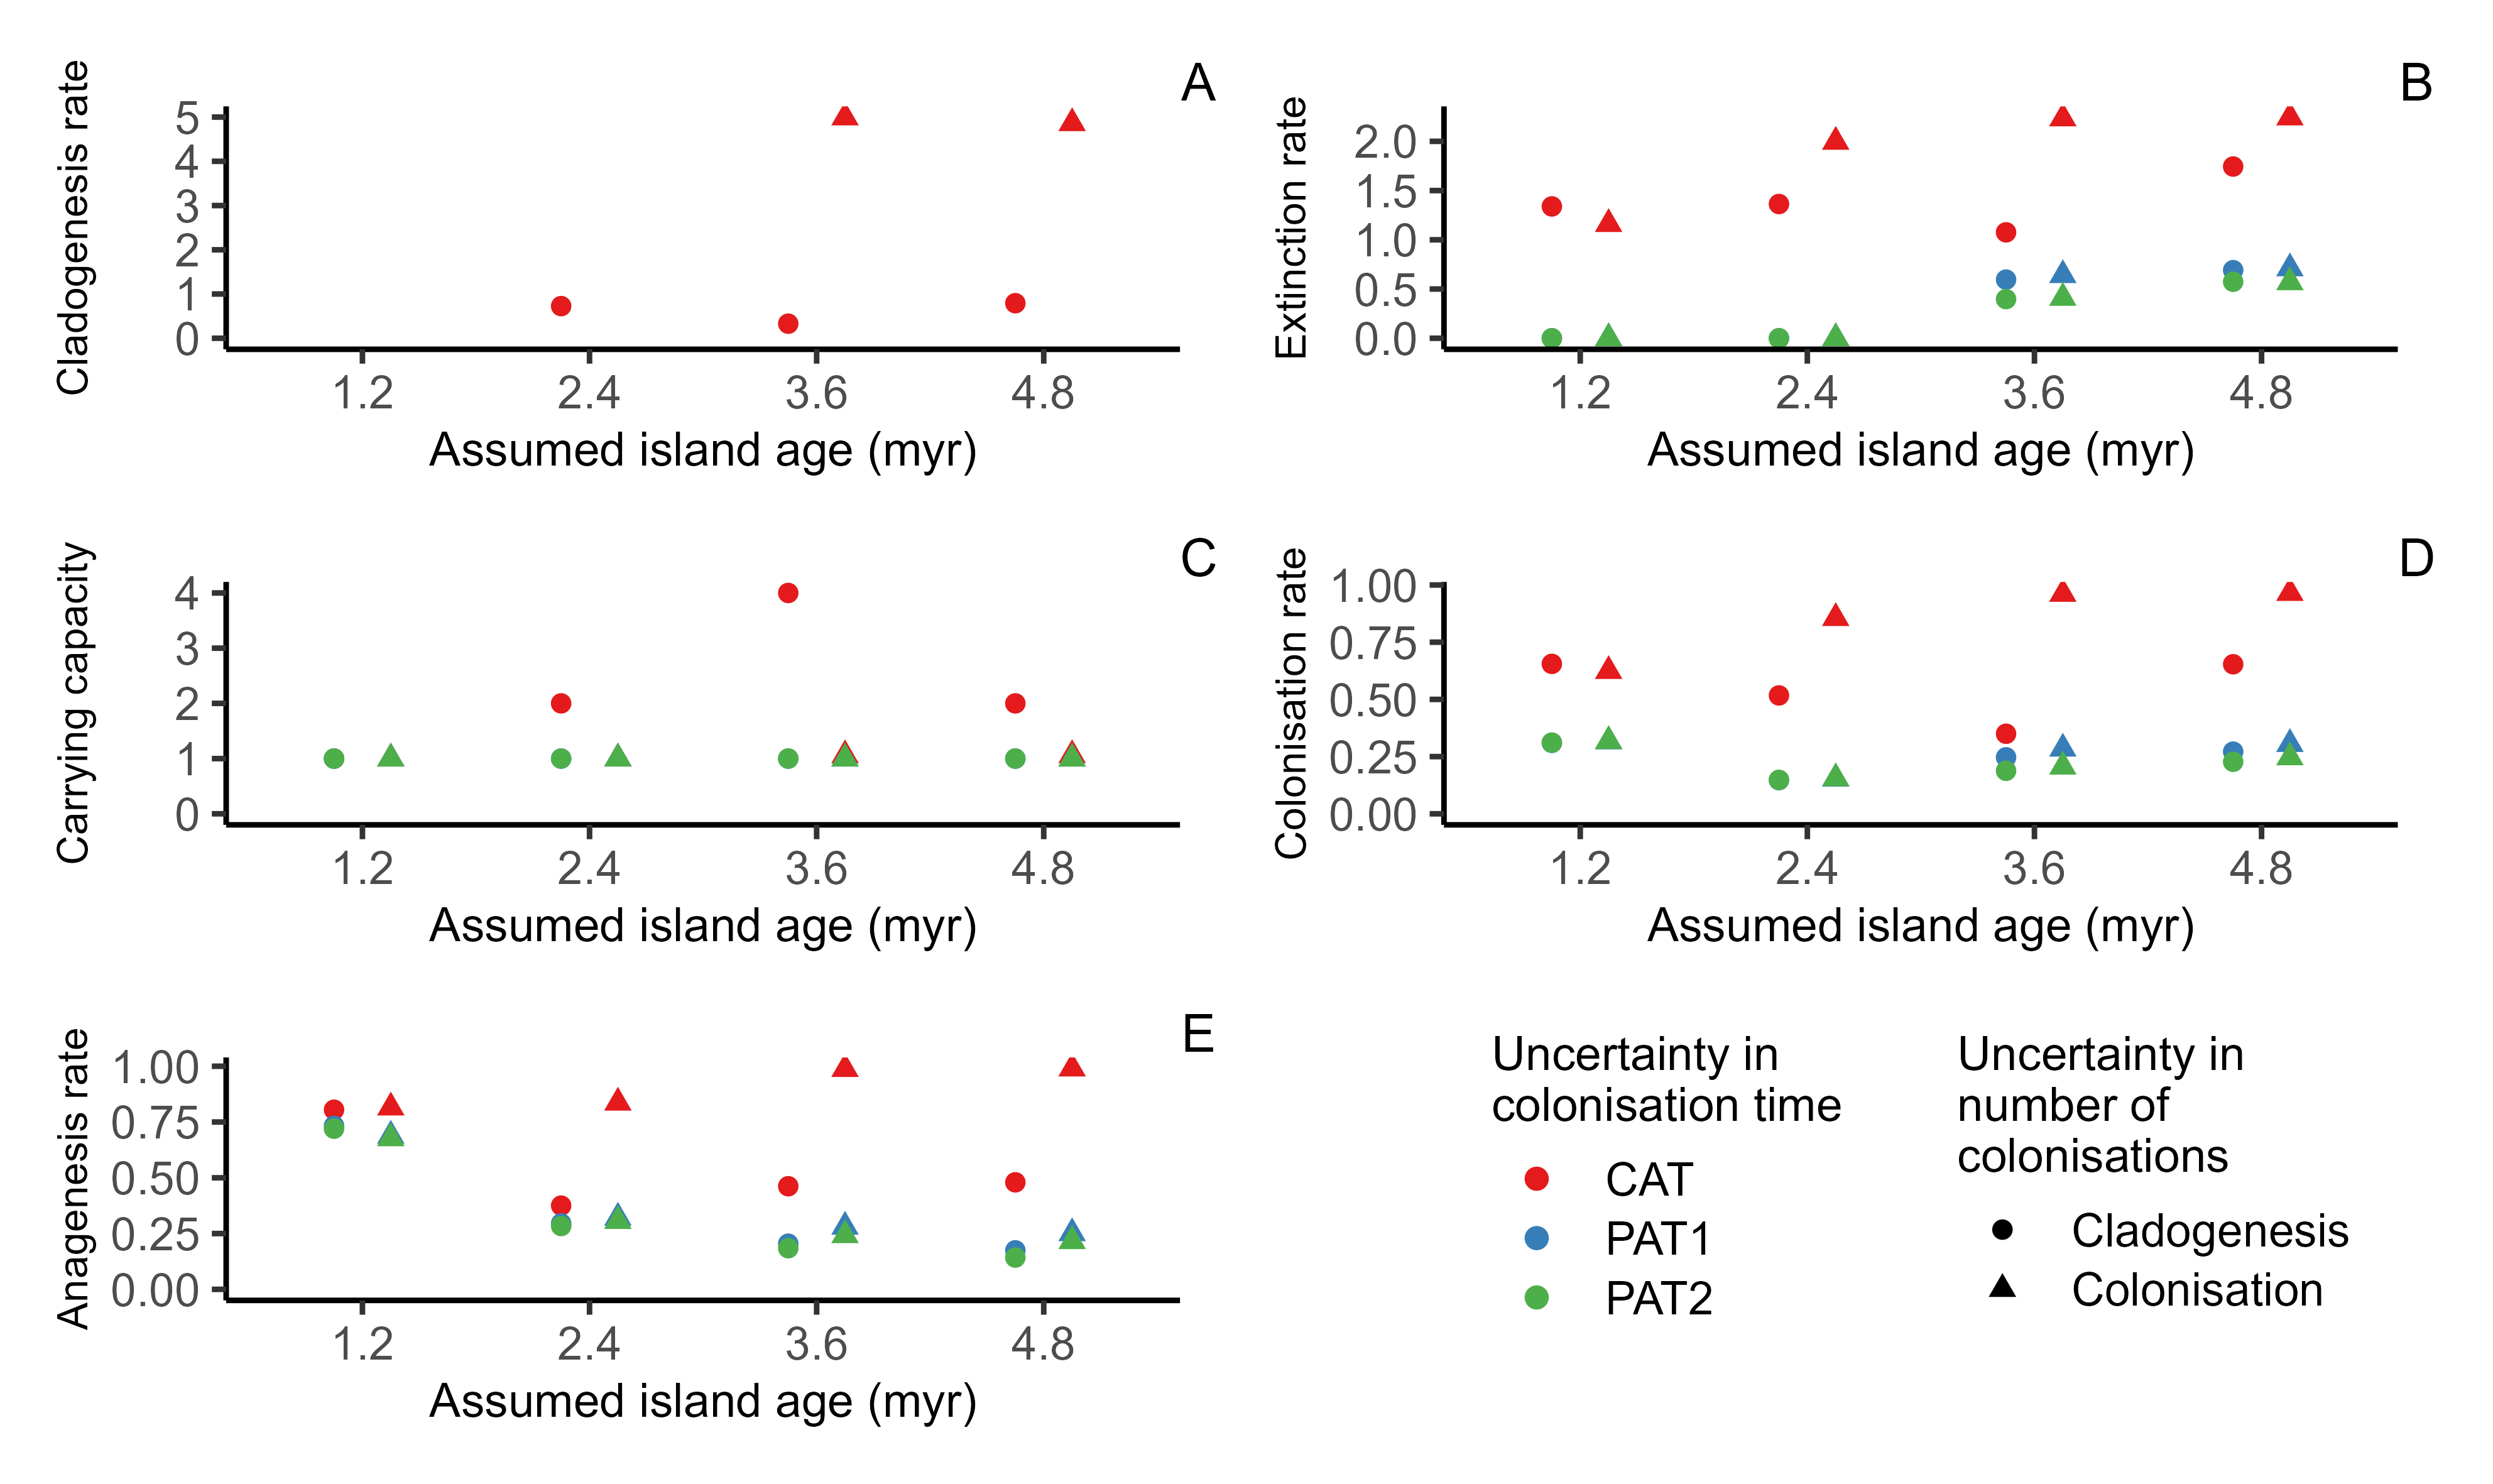 A
Cladogenesis rate
5
4
3
2
1
0
1.2 2.4 3.6 4.8
Assumed island age (myr)
B
Extinction rate
2.0
1.5
1.0
0.5
0.0
1.2 2.4 3.6 4.8
Assumed island age (myr)
C
Carrying capacity
4
3
2
1
0
1.2 2.4 3.6 4.8
Assumed island age (myr)
D
Colonisation rate
1.00
0.75
0.50
0.25
0.00
1.2 2.4 3.6 4.8
Assumed island age (myr)
E
Anagenesis rate
1.00
0.75
0.50
0.25
0.00
1.2 2.4 3.6 4.8
Assumed island age (myr)
Uncertainty in
colonisation time
CAT
PAT1
PAT2
Uncertainty in
number of
colonisations
Cladogenesis
Colonisation